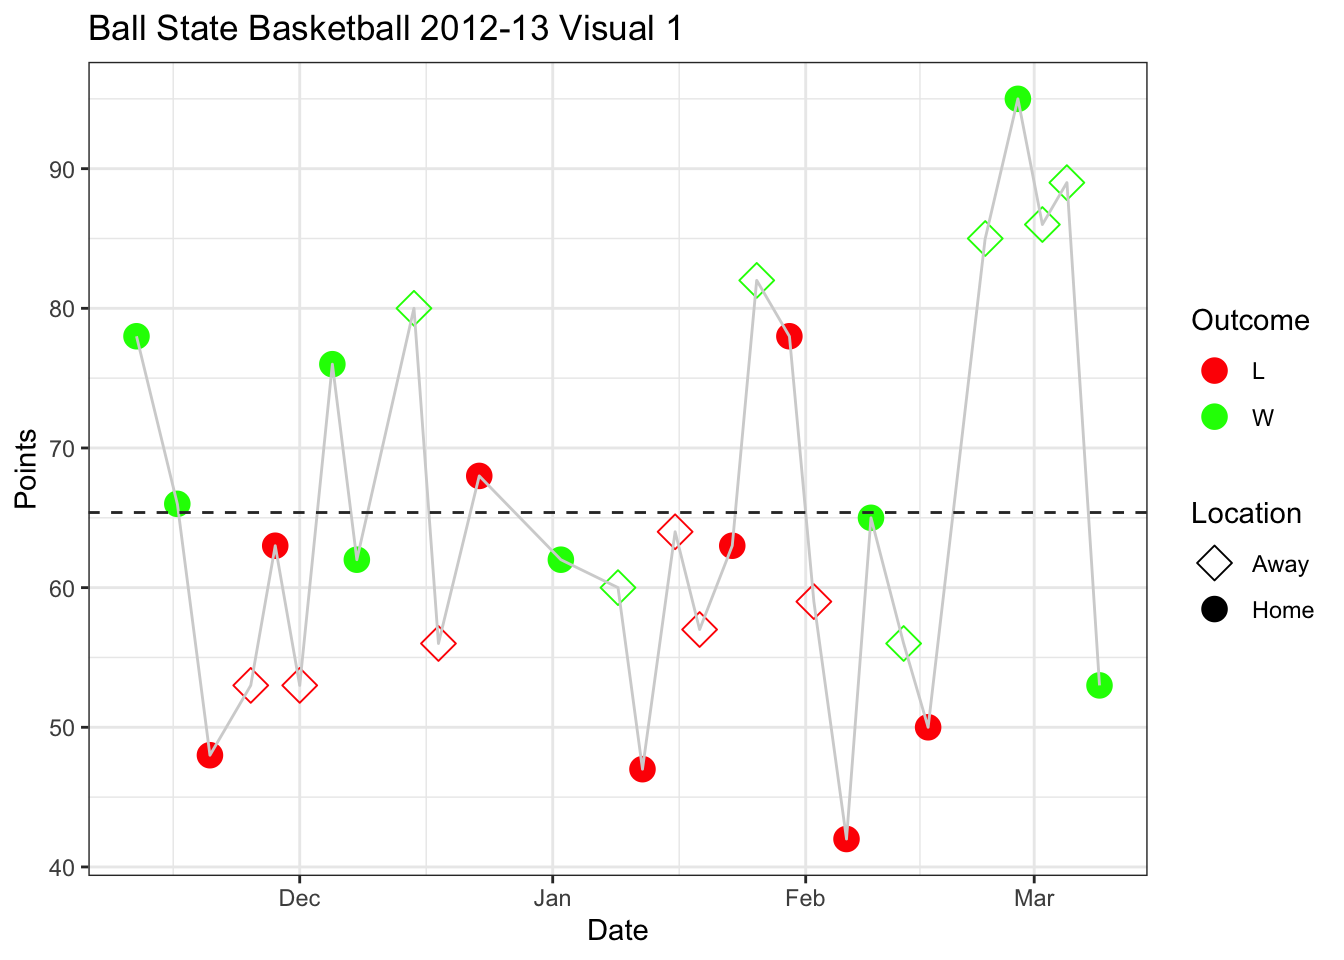 Ball State Basketball 2012-13 Visual 1
Points
90
80
70
60
50
40
Dec
Jan
Feb
Mar
Date
Outcome
L
W
Location
Away
Home